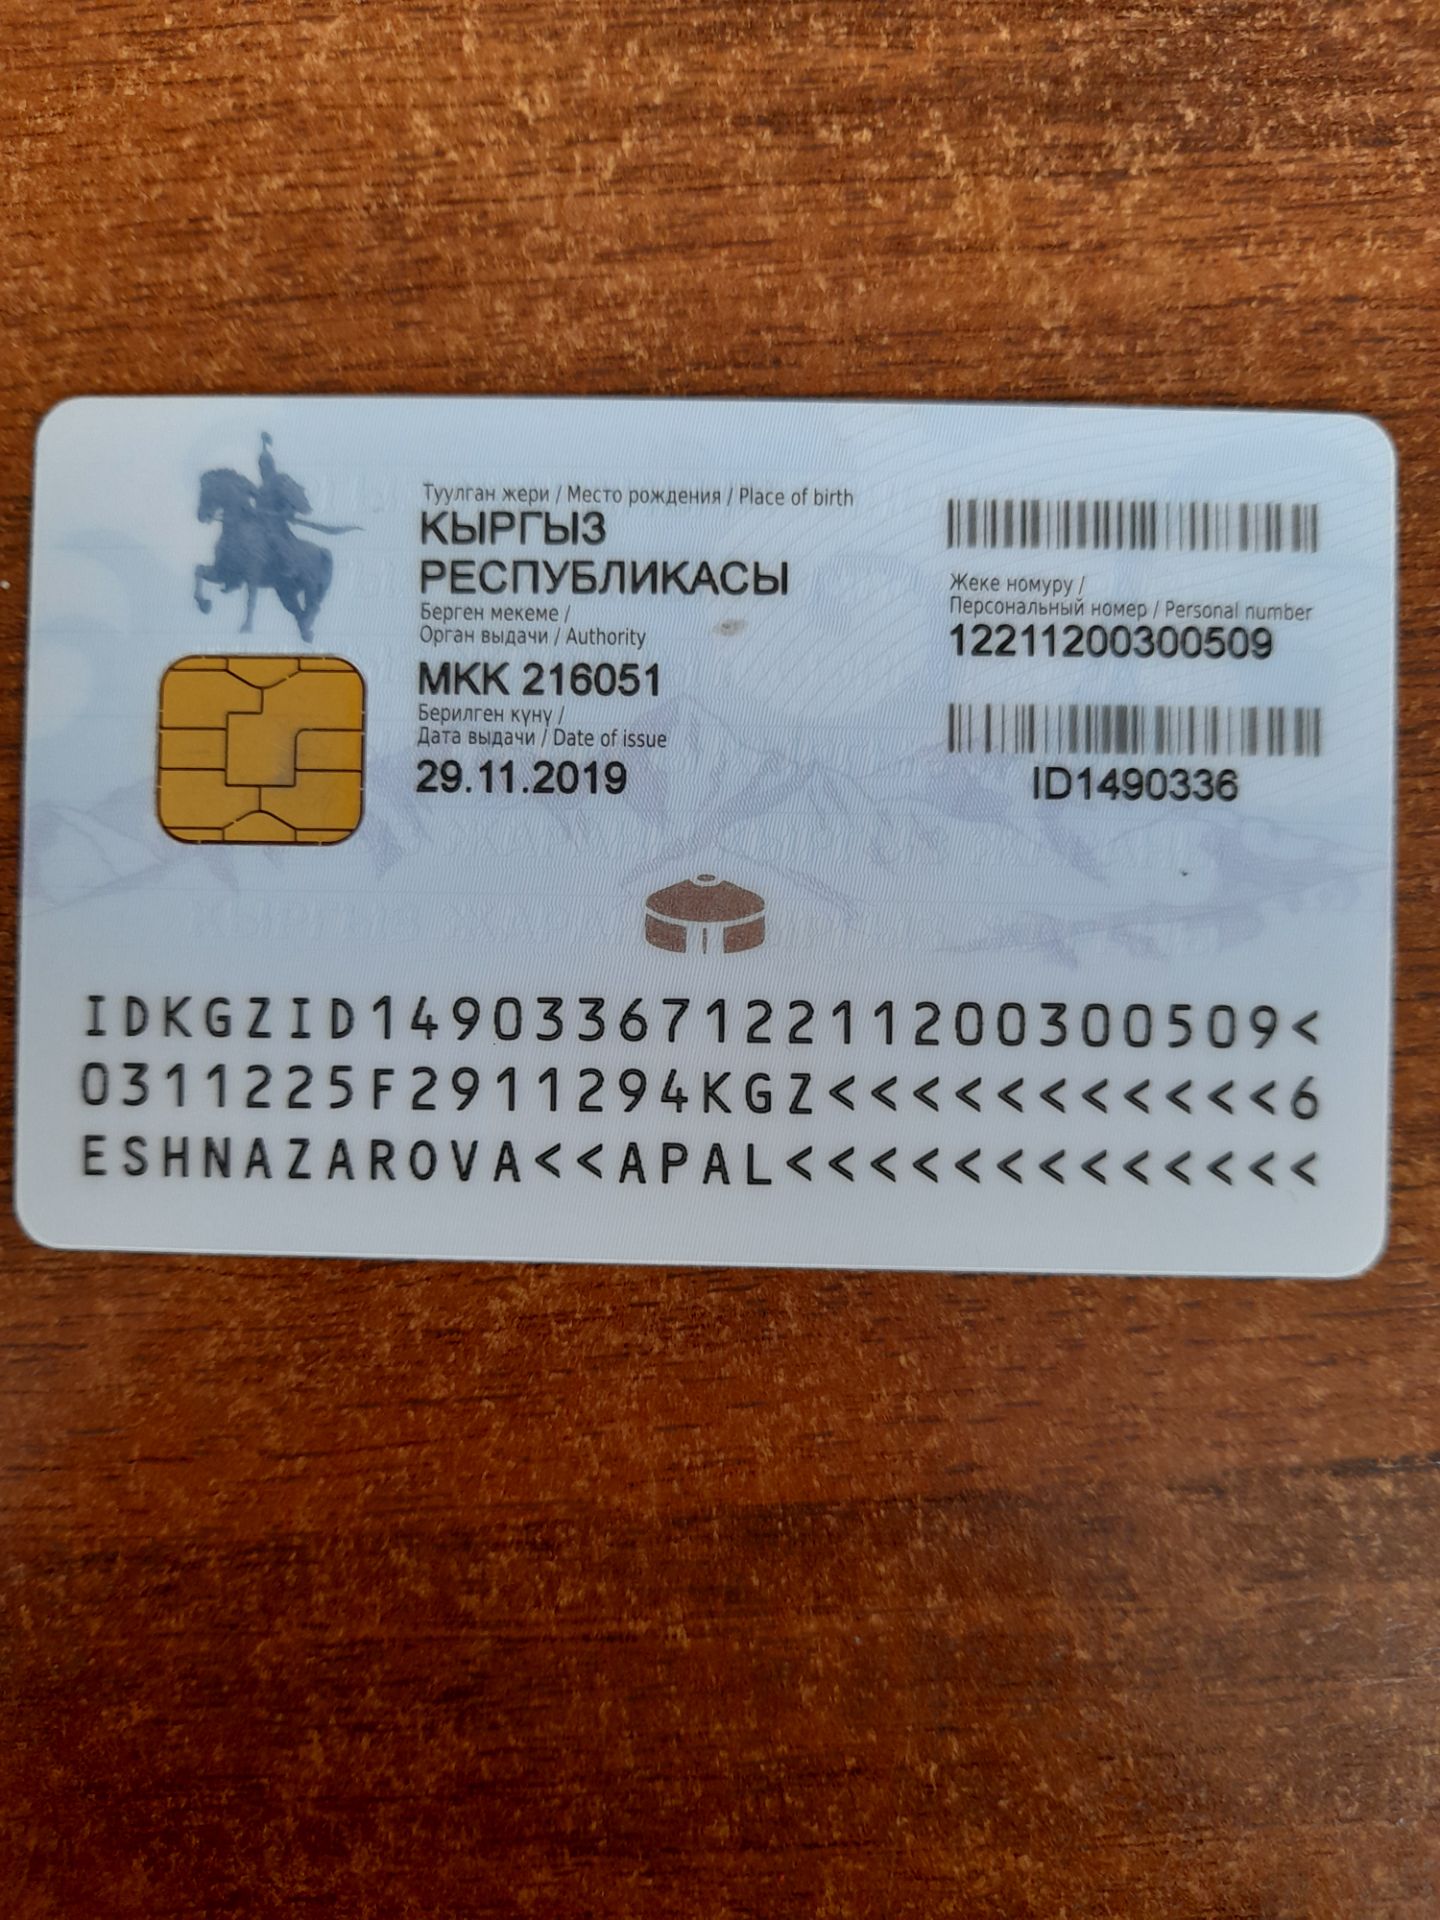 Туулган жери / Место рождения / Place of birth
КЫРГЫЗ
РЕСПУБЛИКАСЫ
Берген мекеме /
Орган выдачи / Authority
МКК 216051
Берилген күнү /
Дата выдачи / Date of issue
29.11.2019
Жеке номуру /
Персональный номер / Personal number
12211200300509
ID1490336
IDKGZID1490336712211200300509<
0311225F2911294KGZ<<<<<<<<<<<6
ESHNAZAROVA<<APAL<<<<<<<<<<<<<